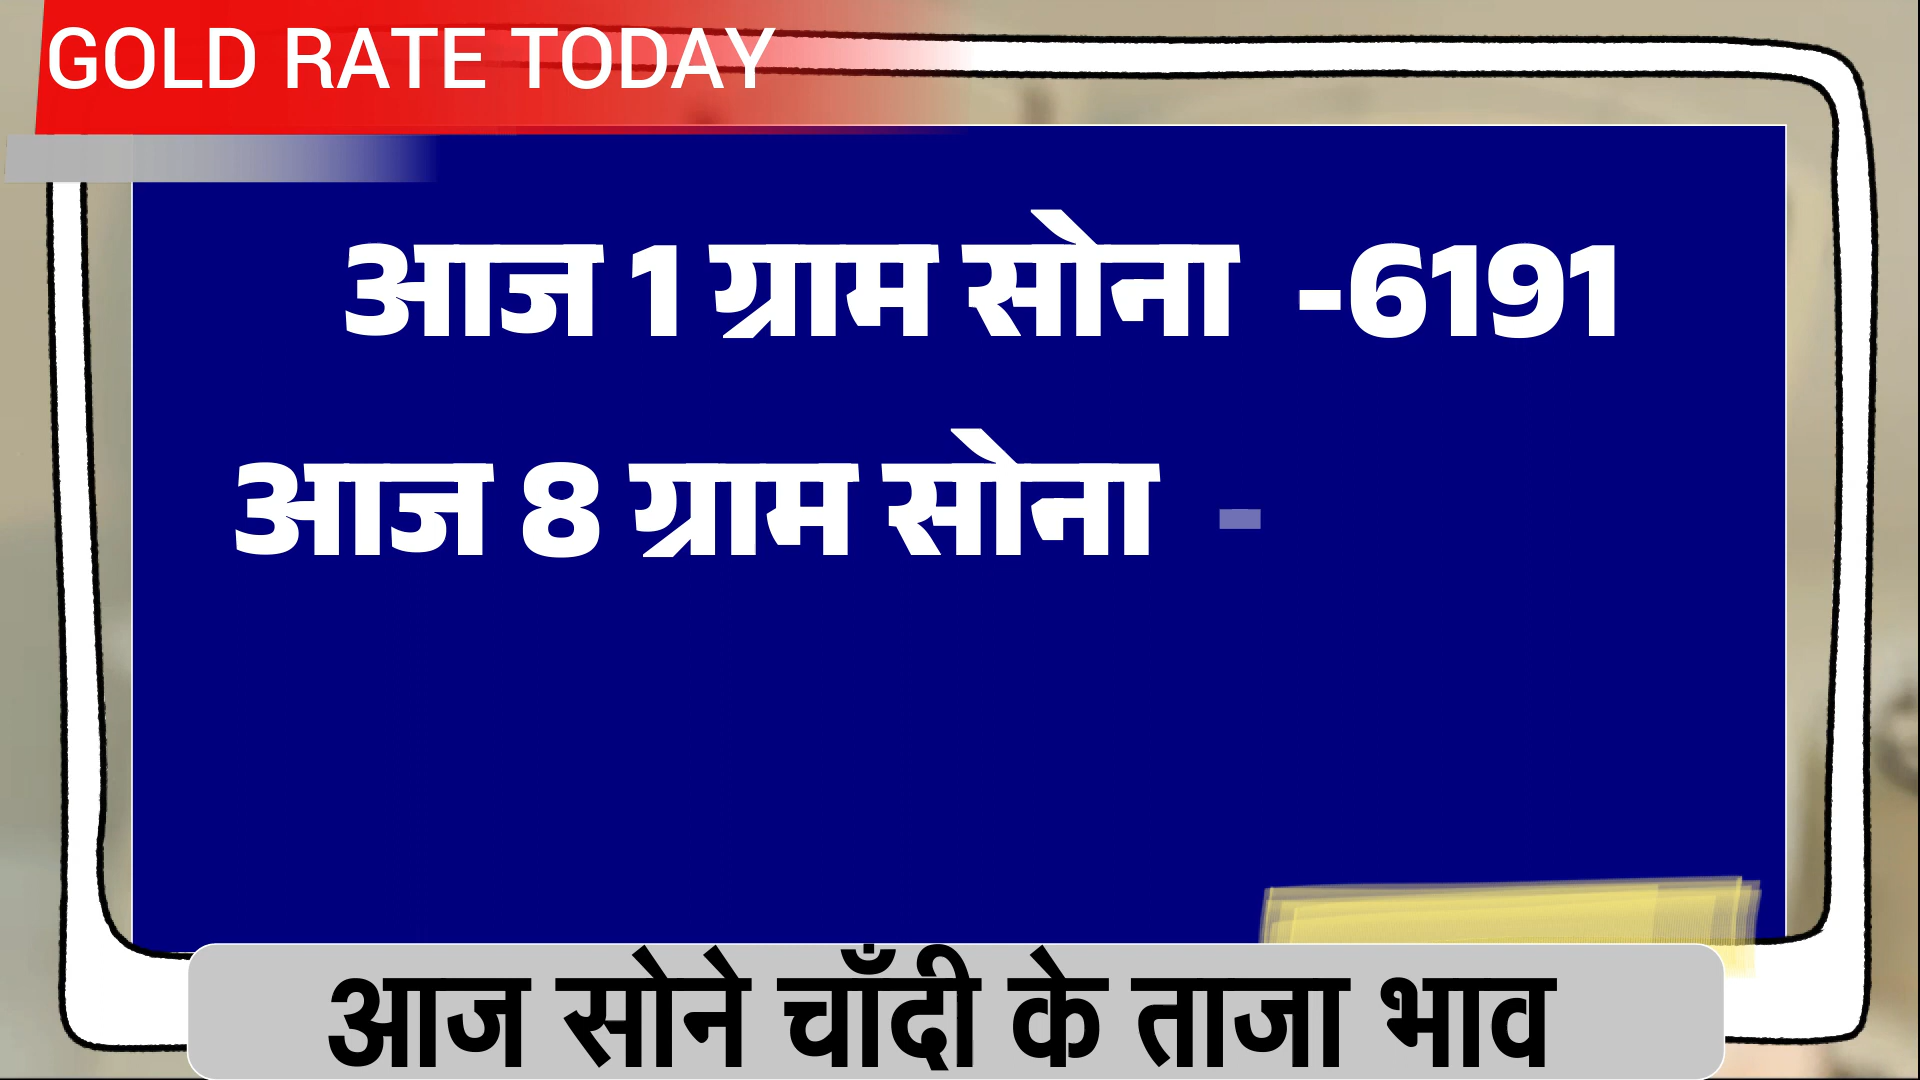 GOLD RATE TODAY
आज 1 ग्राम सोना -6191
आज 8 ग्राम सोना -
आज सोने चाँदी के ताजा भाव